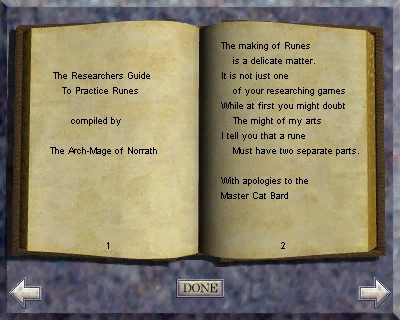 The Researchers Guide
To Practice Runes
compiled by
The Arch-Mage of Norrath
1
The making of Runes
is a delicate matter.
It is not just one
of your researching games
While at first you might doubt
The might of my arts
I tell you that a rune
Must have two separate parts.
With apologies to the
Master Cat Bard
2
DONE